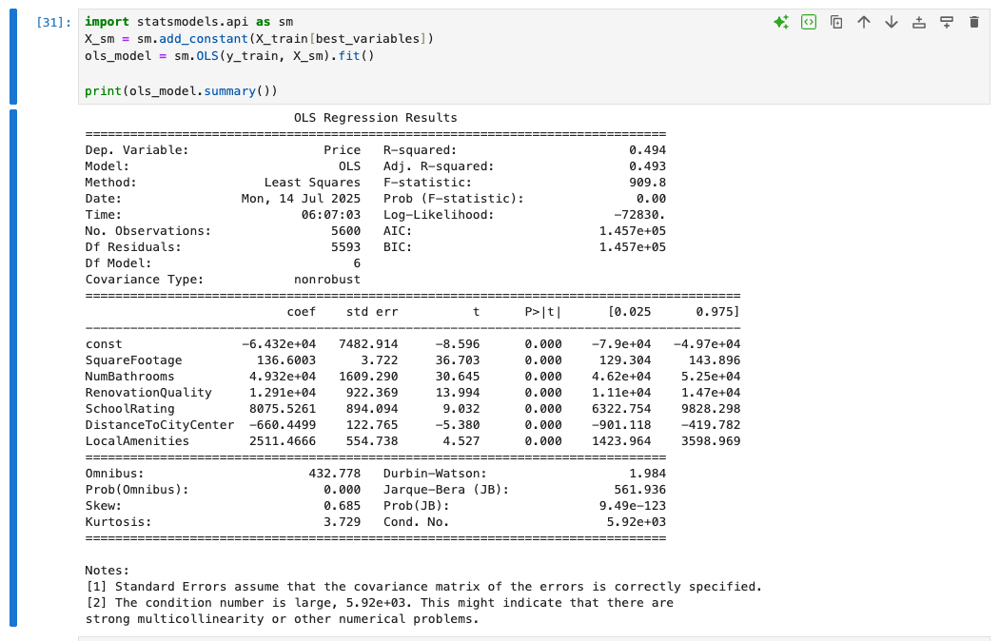 [31]: import statsmodels.api as sm
X_sm = sm.add_constant(X_train[best_variables])
ols_model = sm.OLS(y_train, X_sm).fit()
print(ols_model.summary())
OLS Regression Results
==============================================================================
Dep. Variable: Price R-squared: 0.494
Model: OLS Adj. R-squared: 0.493
Method: Least Squares F-statistic: 909.8
Date: Mon, 14 Jul 2025 Prob (F-statistic): 0.00
Time: 06:07:03 Log-Likelihood: -72830.
No. Observations: 5600 AIC: 1.457e+05
Df Residuals: 5593 BIC: 1.457e+05
Df Model: 6
Covariance Type: nonrobust
========================================================================================
coef std err t P>|t| [0.025 0.975]
----------------------------------------------------------------------------------------
const -6.432e+04 7482.914 -8.596 0.000 -7.9e+04 -4.97e+04
SquareFootage 136.6003 3.722 36.703 0.000 129.304 143.896
NumBathrooms 4.932e+04 1609.290 30.645 0.000 4.62e+04 5.25e+04
RenovationQuality 1.291e+04 922.369 13.994 0.000 1.11e+04 1.47e+04
SchoolRating 8075.5261 894.094 9.032 0.000 6322.754 9828.298
DistanceToCityCenter -660.4499 122.765 -5.380 0.000 -901.118 -419.782
LocalAmenities 2511.4666 554.738 4.527 0.000 1423.964 3598.969
==============================================================================
Omnibus: 432.778 Durbin-Watson: 1.984
Prob(Omnibus): 0.000 Jarque-Bera (JB): 561.936
Skew: 0.685 Prob(JB): 9.49e-123
Kurtosis: 3.729 Cond. No. 5.92e+03
==============================================================================
Notes:
[1] Standard Errors assume that the covariance matrix of the errors is correctly specified.
[2] The condition number is large, 5.92e+03. This might indicate that there are
strong multicollinearity or other numerical problems.